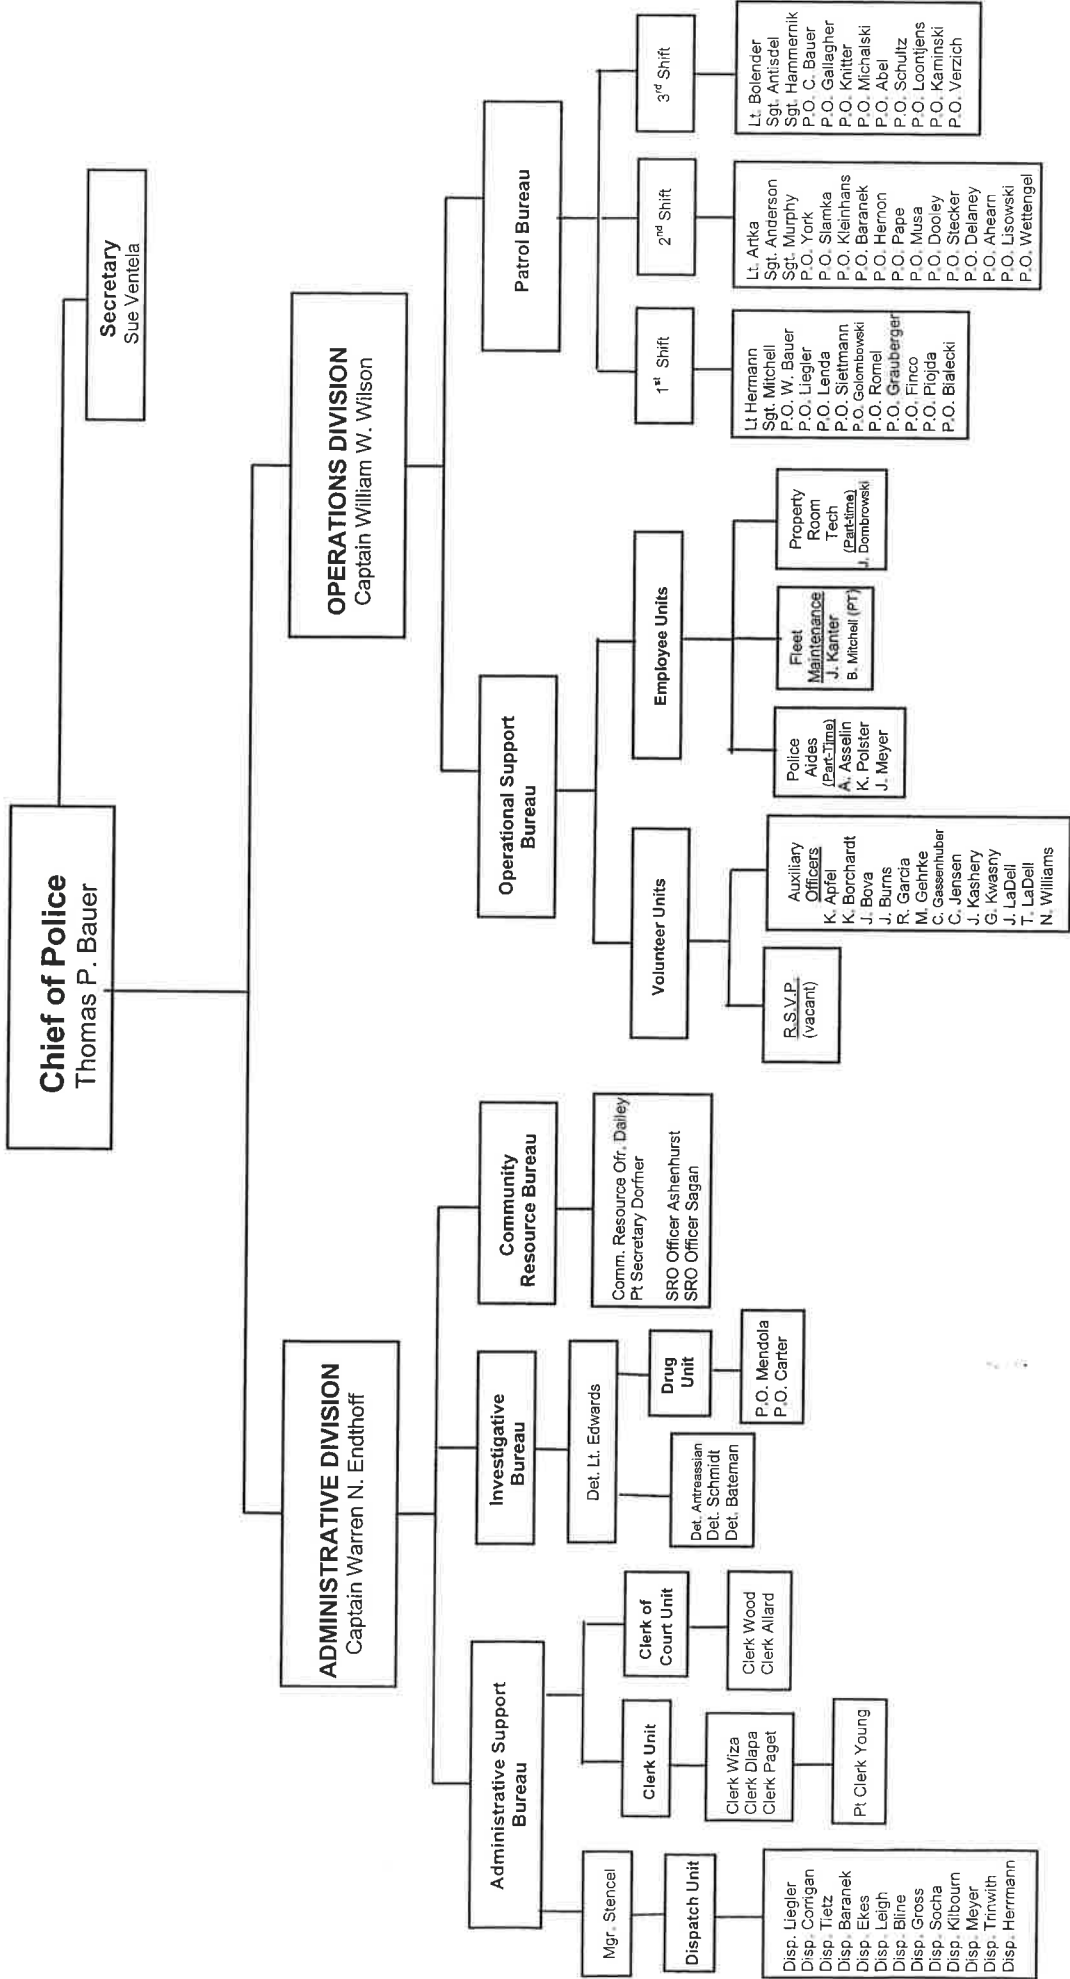 Chief of Police
Thomas P. Bauer
Secretary
Sue Ventela
ADMINISTRATIVE DIVISION
Captain Warren N. Endthoff
OPERATIONS DIVISION
Captain William W. Wilson
Administrative Support
Bureau
Investigative
Bureau
Community
Resource Bureau
Operational Support
Bureau
Patrol Bureau
Mgr. Stencel
Dispatch Unit
Disp. Liegler
Disp. Corrigan
Disp. Tietz
Disp. Baranek
Disp. Ekes
Disp. Leigh
Disp. Bline
Disp. Gross
Disp. Socha
Disp. Kilbourn
Disp. Meyer
Disp. Trinwith
Disp. Herrmann
Clerk Unit
Clerk Wiza
Clerk Dlapa
Clerk Paget
Pt Clerk Young
Clerk of
Court Unit
Clerk Wood
Clerk Allard
Det. Lt. Edwards
Det. Antreassian
Det. Schmidt
Det. Bateman
Drug
Unit
P.O. Mendola
P.O. Carter
Comm. Resource Ofr. Dailey
Pt Secretary Dorfner
SRO Officer Ashenhurst
SRO Officer Sagan
Volunteer Units
R.S.V.P.
(vacant)
Auxiliary
Officers
K. Apfel
K. Borchardt
J. Bova
J. Burns
R. Garcia
M. Gehrke
C. Gassenhuber
C. Jensen
J. Kashery
G. Kwasny
J. LaDell
T. LaDell
N. Williams
Employee Units
Police
Aides
(Part-Time)
A. Asselin
K. Polster
J. Meyer
Fleet
Maintenance
J. Kanter
B. Mitchell (PT)
Property
Room
Tech
(Part-time)
J. Dombrowski
1st Shift
Lt Hermann
Sgt. Mitchell
P.O. W. Bauer
P.O. Liegler
P.O. Lenda
P.O. Slettmann
P.O. Golombowski
P.O. Romel
P.O. Grauberger
P.O. Finco
P.O. Piojda
P.O. Bialecki
2nd Shift
Lt. Artka
Sgt. Anderson
Sgt. Murphy
P.O. York
P.O. Slamka
P.O. Kleinhans
P.O. Baranek
P.O. Hernon
P.O. Pape
P.O. Musa
P.O. Dooley
P.O. Stecker
P.O. Delaney
P.O. Ahearn
P.O. Lisowski
P.O. Wettengel
3rd Shift
Lt. Bolender
Sgt. Antisdel
Sgt. Hammernik
P.O. C. Bauer
P.O. Gallagher
P.O. Knitter
P.O. Michalski
P.O. Abel
P.O. Schultz
P.O. Loontjens
P.O. Kaminski
P.O. Verzich